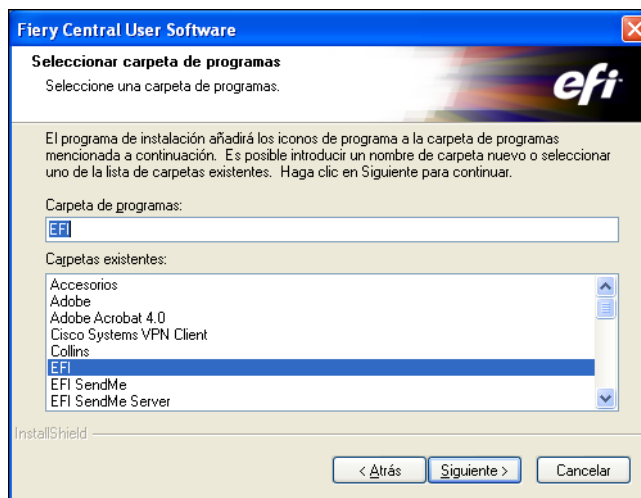 Fiery Central User Software
Seleccionar carpeta de programas
Seleccione una carpeta de programas.
efi
El programa de instalación añadirá los iconos de programa a la carpeta de programas
mencionada a continuación. Es posible introducir un nombre de carpeta nuevo o seleccionar
uno de la lista de carpetas existentes. Haga clic en Siguiente para continuar.
Carpeta de programas:
EFI
Carpetas existentes:
Accesorios
Adobe
Adobe Acrobat 4.0
Cisco Systems VPN Client
Collins
EFI
EFI SendMe
EFI SendMe Server
InstallShield
< Atrás
Siguiente >
Cancelar